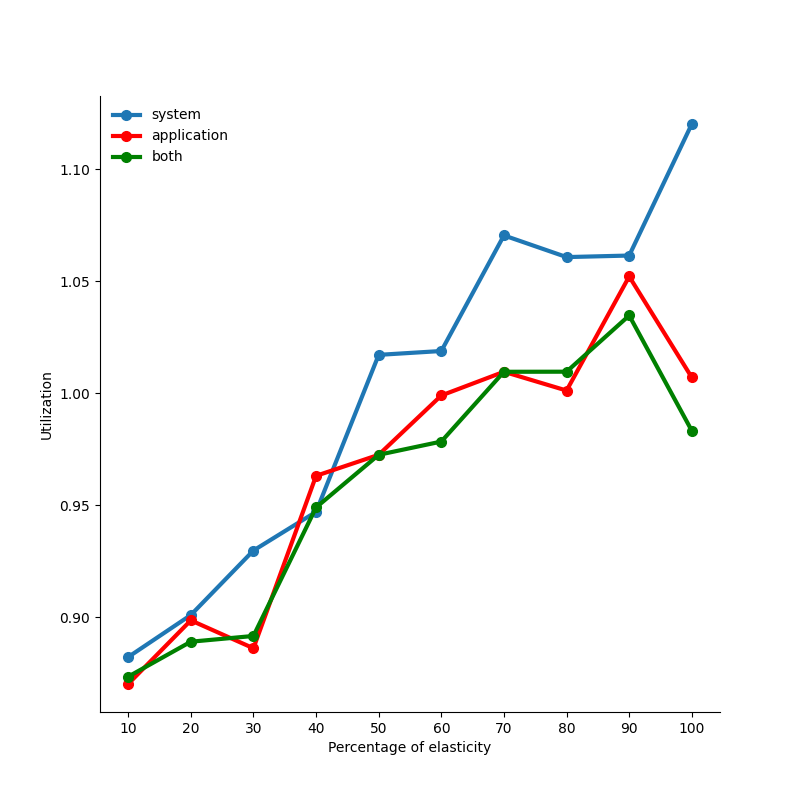 system
application
both
1.10
1.05
1.00
0.95
0.90
Utilization
10 20 30 40 50 60 70 80 90 100
Percentage of elasticity